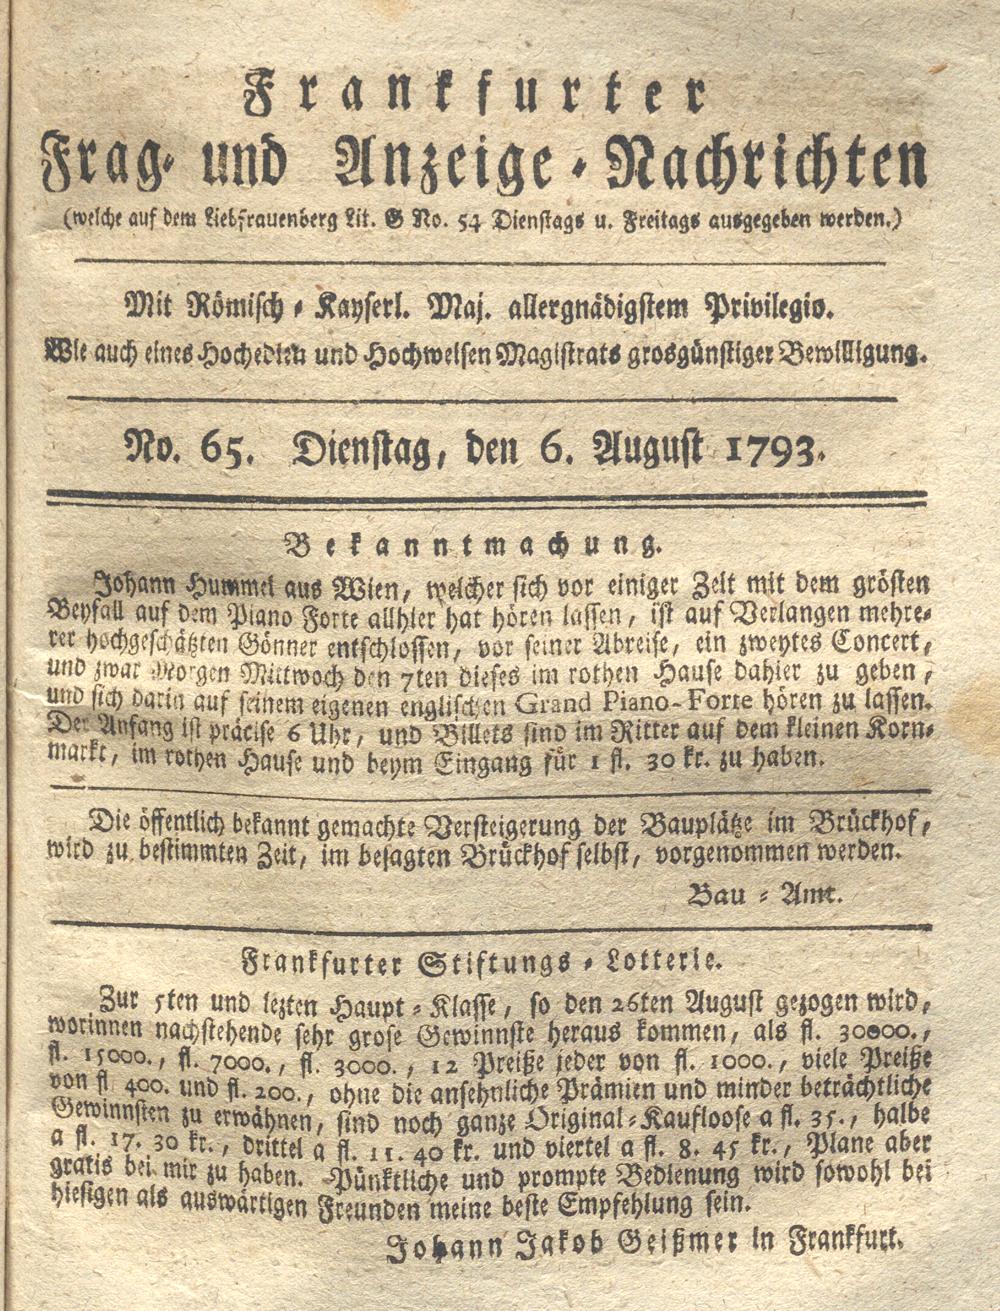 Frankfurter
Frag- und Anzeige-Nachrichten
(welche auf dem Liebfrauenberg Lit. G No. 54 Dienstags u. Freitags ausgegeben werden.)
Mit Römisch-Kayserl. Maj. allergnädigstem Privilegio.
Wie auch eines Hochedlen und Hochweisen Magistrats grosgünstiger Bewilligung.
No. 65. Dienstag, den 6. August 1793.
Bekanntmachung.
Johann Hummel aus Wien, welcher sich vor einiger Zeit mit dem grösten
Beyfall auf dem Piano Forte allhier hat hören lassen, ist auf Verlangen mehre-
rer hochgeschätzten Gönner entschlossen, vor seiner Abreise, ein zweytes Concert,
und zwar Morgen Mittwoch den 7ten dieses im rothen Hause dahier zu geben,
und sich darin auf seinem eigenen englischen Grand Piano-Forte hören zu lassen.
Der Anfang ist präcise 6 Uhr, und Billets sind im Ritter auf dem kleinen Korn-
markt, im rothen Hause und beym Eingang für 1 fl. 30 kr. zu haben.
Die öffentlich bekannt gemachte Versteigerung der Bauplätze im Brückhof,
wird zu bestimmten Zeit, im besagten Brückhof selbst, vorgenommen werden.
Bau-Amt.
Frankfurter Stiftungs-Lotterie.
Zur 5ten und lezten Haupt-Klasse, so den 26ten August gezogen wird,
worinnen nachstehende sehr grose Gewinnste heraus kommen, als fl. 30000.,
fl. 15000., fl. 7000., fl. 3000., 12 Preiße jeder von fl. 1000., viele Preiße
von fl 400. und fl. 200., ohne die ansehnliche Prämien und minder beträchtliche
Gewinnsten zu erwähnen, sind noch ganze Original-Kaufloose a fl. 35., halbe
a fl. 17. 30 kr., drittel a fl. 11. 40 kr. und viertel a fl. 8. 45 kr., Plane aber
gratis bei mir zu haben. Pünktliche und prompte Bedienung wird sowohl bei
hiesigen als auswärtigen Freunden meine beste Empfehlung sein.
Johann Jakob Geißmer in Frankfurt.